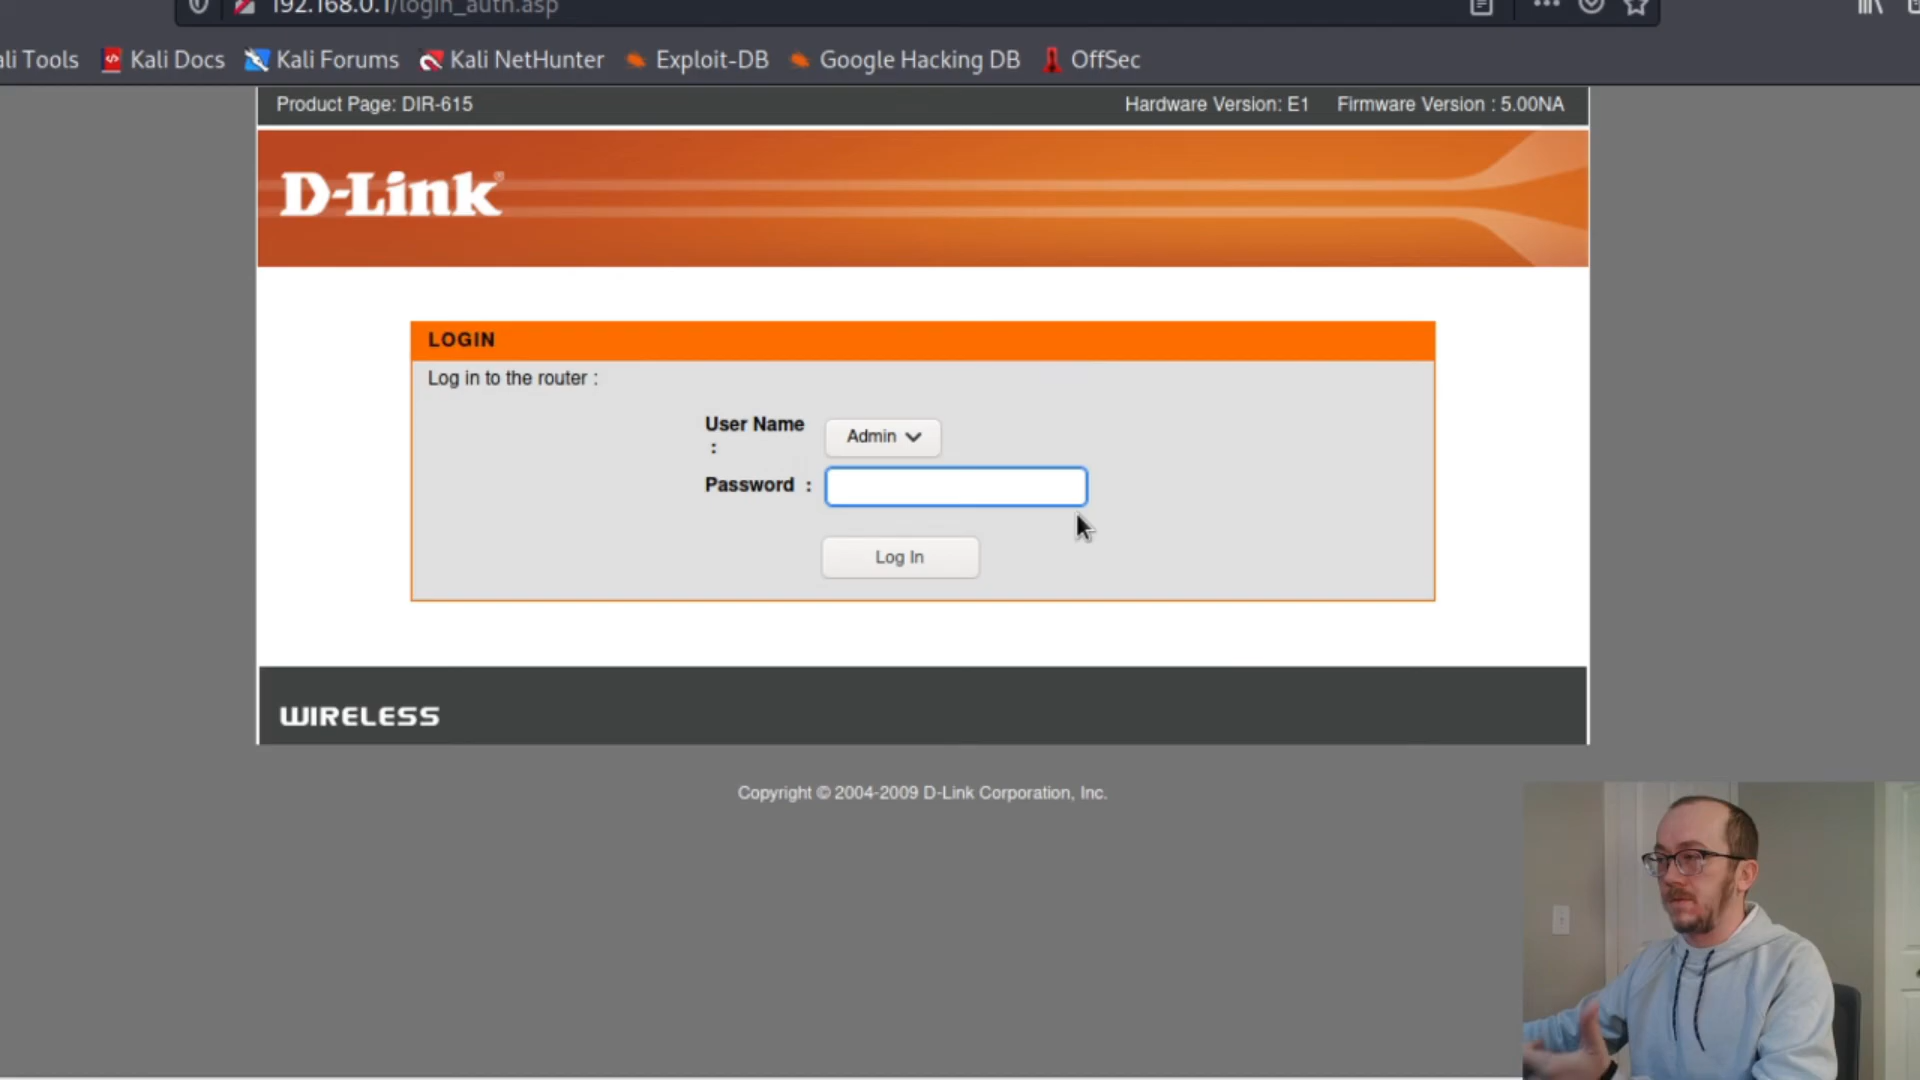 192.168.0.1/login_auth.asp
Tools Kali Docs Kali Forums Kali NetHunter Exploit-DB Google Hacking DB OffSec
Product Page: DIR-615 Hardware Version: E1 Firmware Version : 5.00NA
D-Link®
LOGIN
Log in to the router :
User Name
:
Admin
Password :
Log In
WIRELESS
Copyright © 2004-2009 D-Link Corporation, Inc.